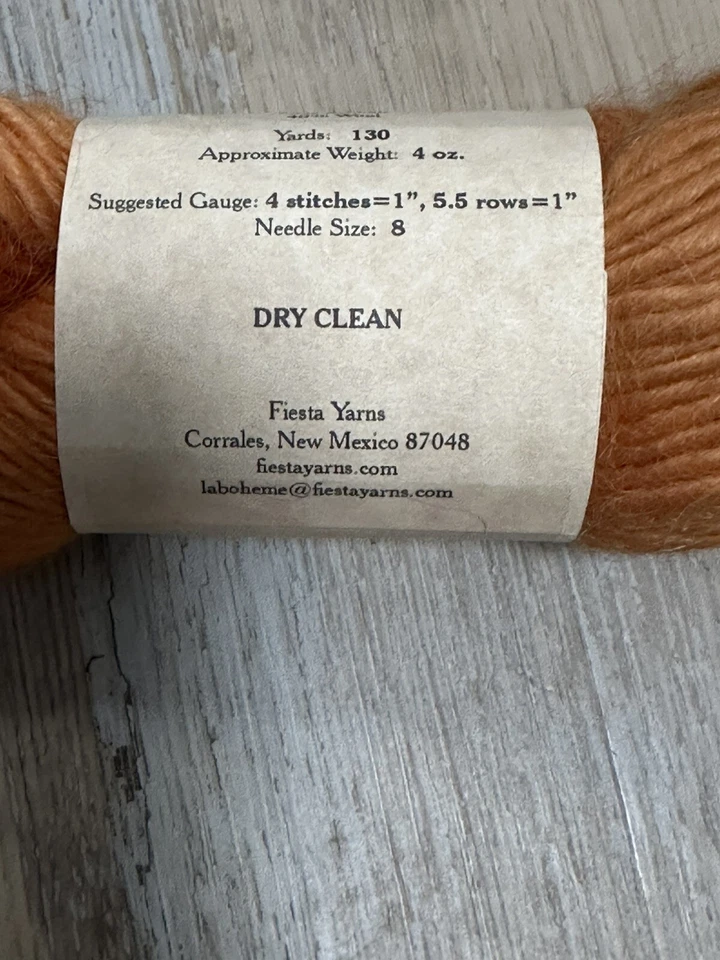 Yards: 130
Approximate Weight: 4 oz.
Suggested Gauge: 4 stitches=1", 5.5 rows=1"
Needle Size: 8
DRY CLEAN
Fiesta Yarns
Corrales, New Mexico 87048
fiestayarns.com
laboheme@fiestayarns.com